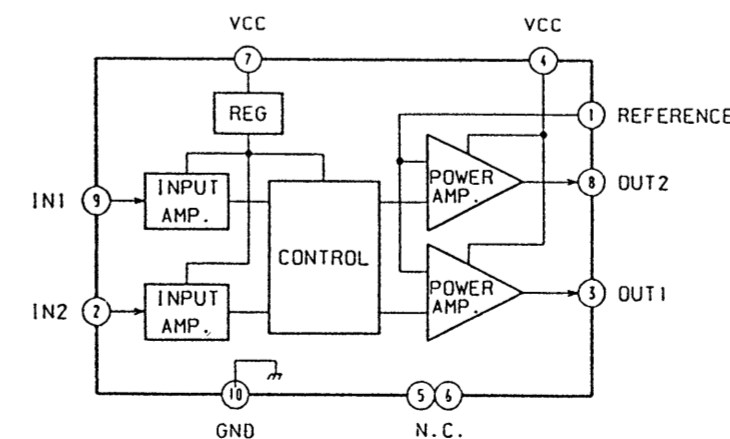 VCC
VCC
7
4
REG
1
REFERENCE
IN1
9
INPUT
AMP.
POWER
AMP.
8
OUT2
CONTROL
IN2
2
INPUT
AMP.
POWER
AMP.
3
OUT1
10
5
6
GND
N.C.